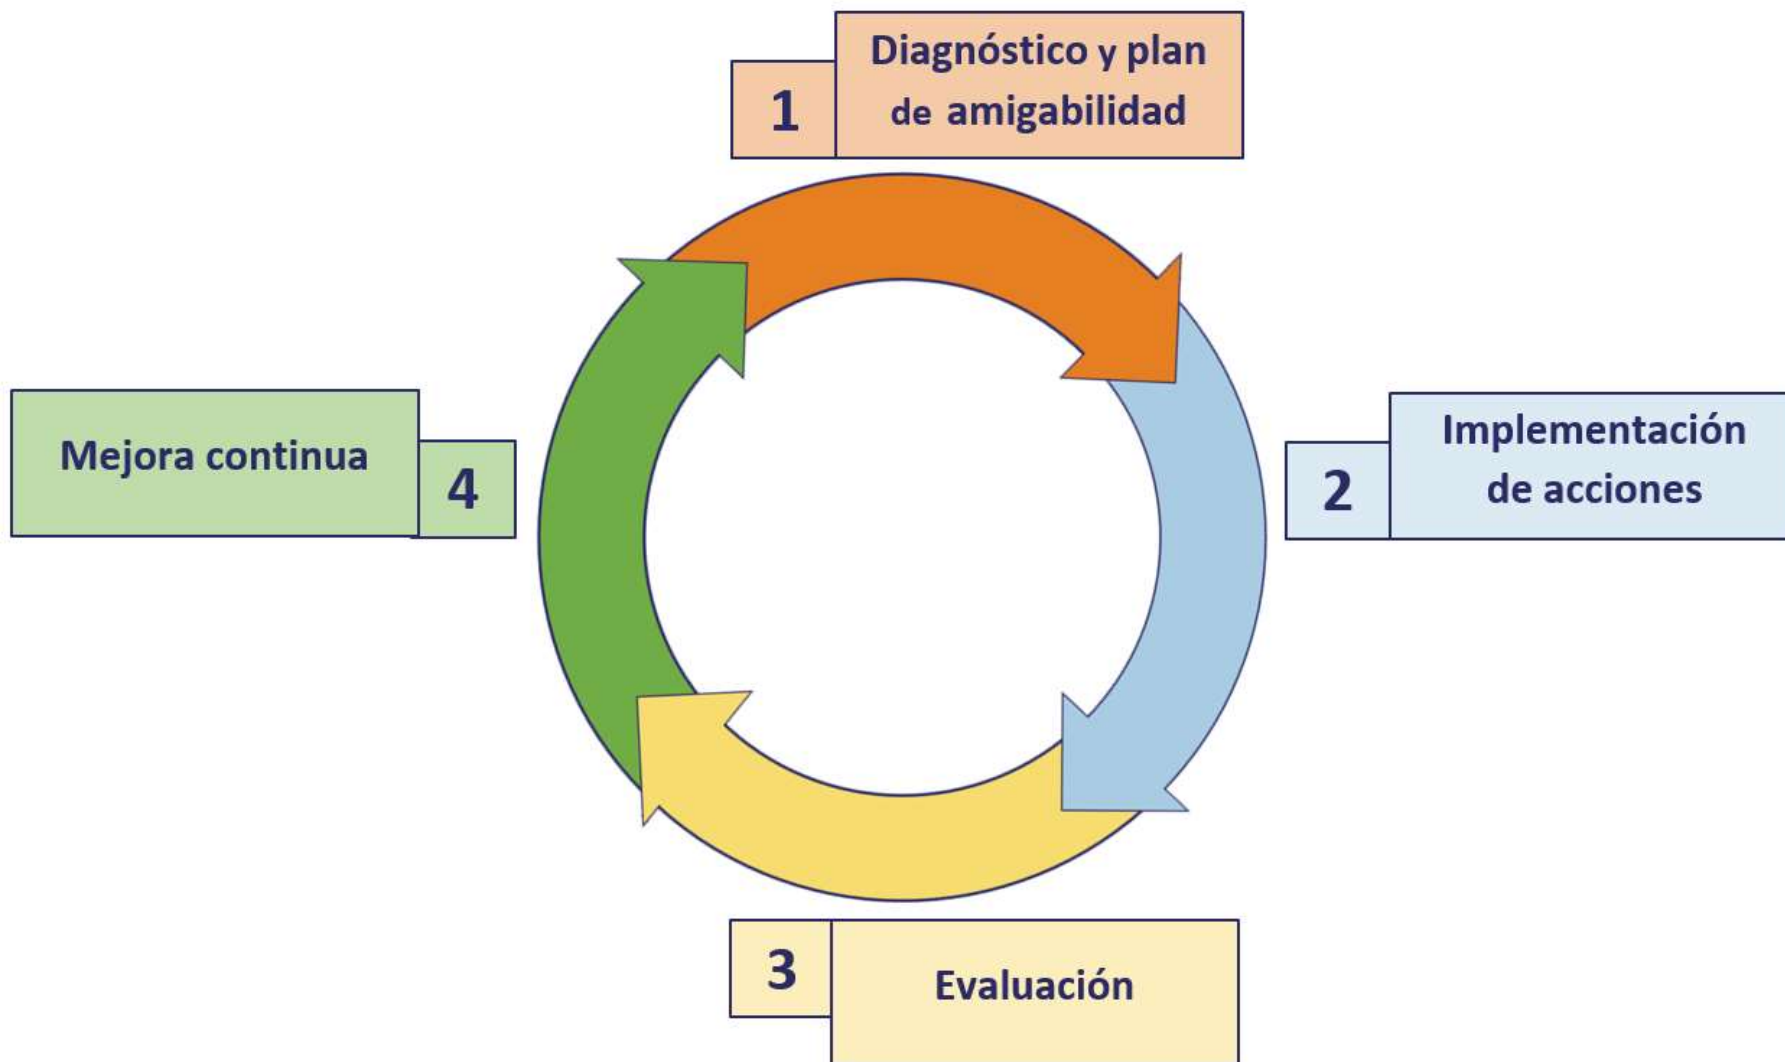 1
Diagnóstico y plan
de amigabilidad
2
Implementación
de acciones
3
Evaluación
4
Mejora continua